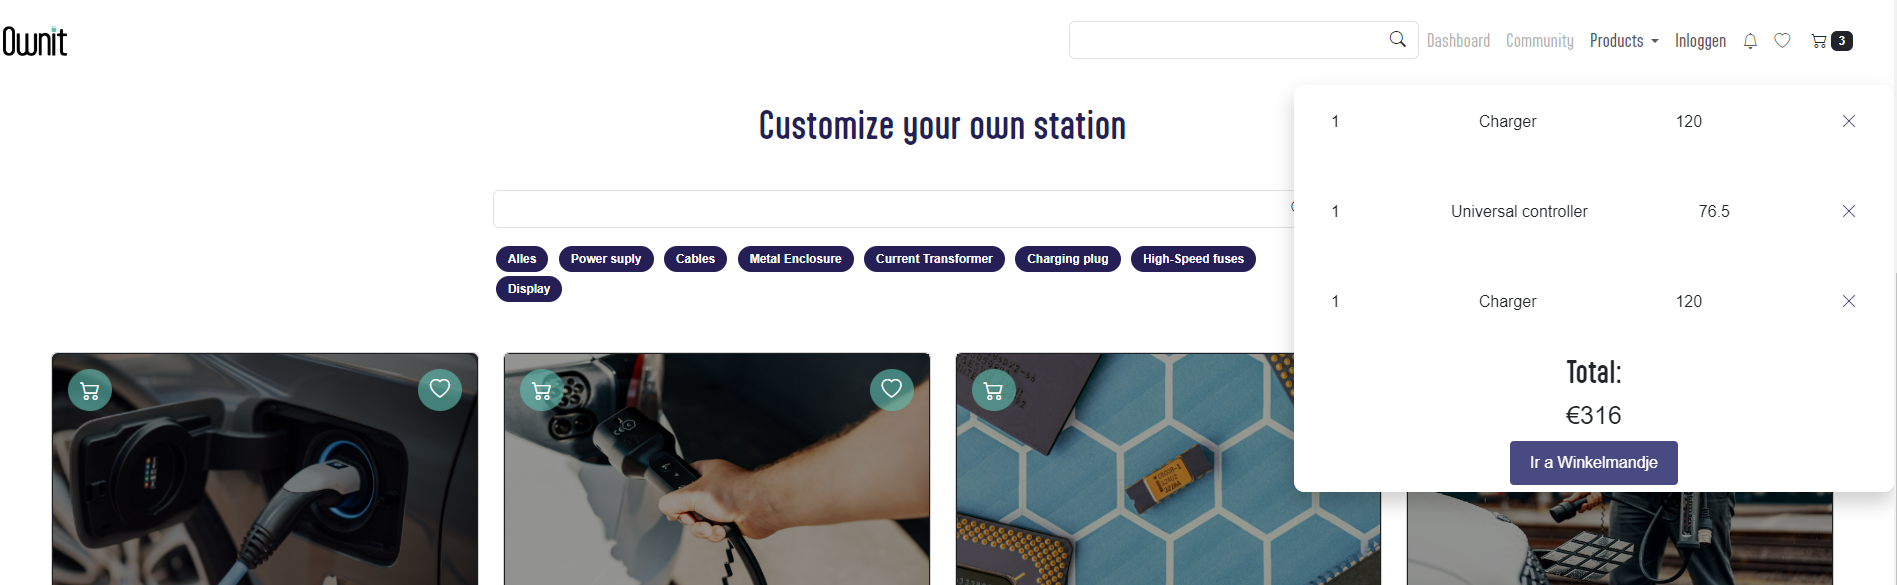 Ownit
Dashboard Community Products Inloggen 3
Customize your own station
1 Charger 120
1 Universal controller 76.5
1 Charger 120
Total:
€316
Ir a Winkelmandje
Alles Power suply Cables Metal Enclosure Current Transformer Charging plug High-Speed fuses
Display